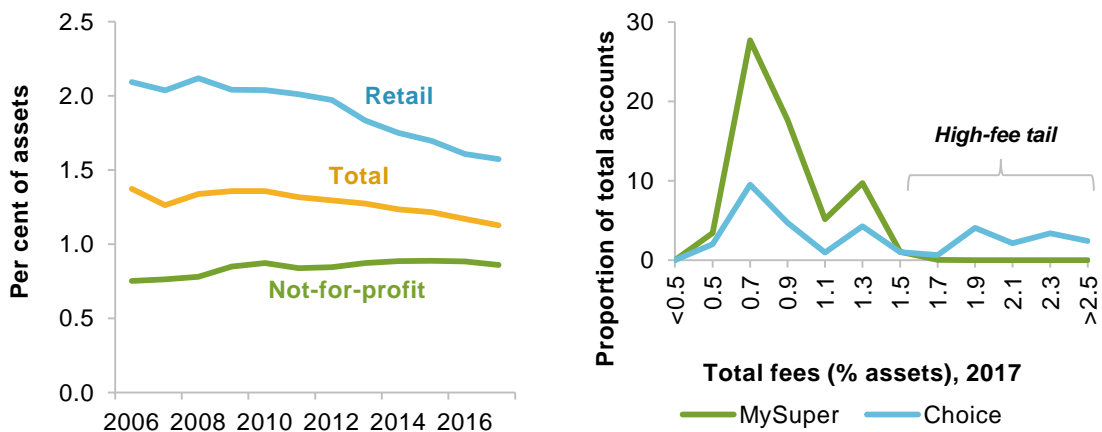 Per cent of assets
2.5
2.0
1.5
1.0
0.5
0.0
Retail
Total
Not-for-profit
2006 2008 2010 2012 2014 2016
Proportion of total accounts
30
20
10
0
High-fee tail
<0.5
0.5
0.7
0.9
1.1
1.3
1.5
1.7
1.9
2.1
2.3
>2.5
Total fees (% assets), 2017
MySuper Choice